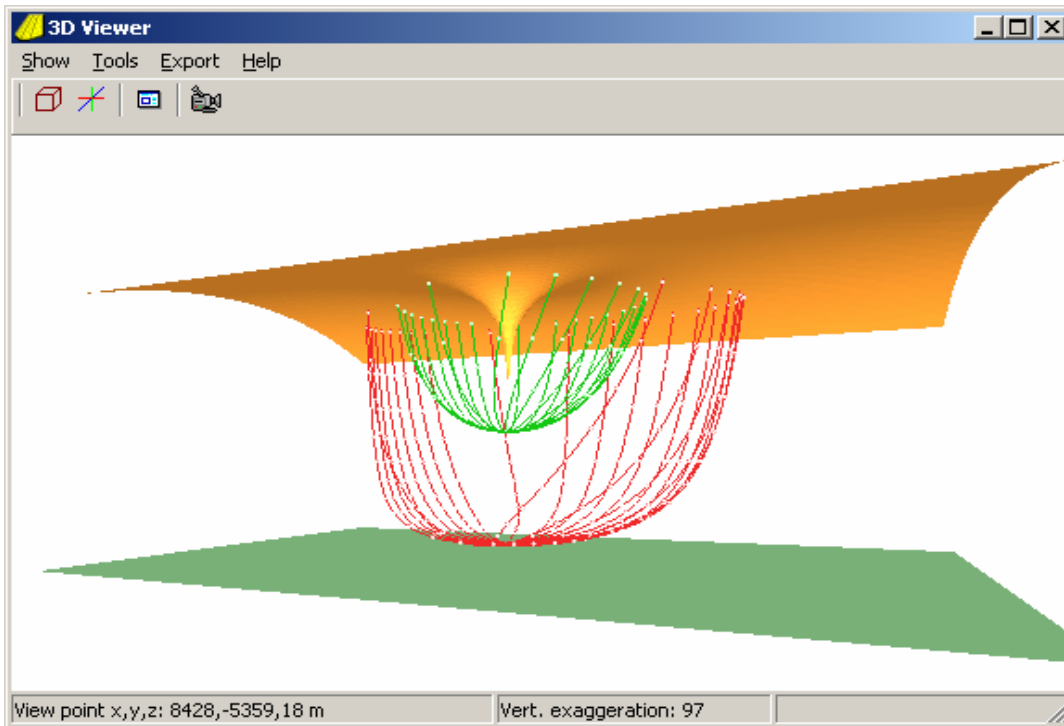 3D Viewer
Show Tools Export Help
View point x,y,z: 8428,-5359,18 m
Vert. exaggeration: 97